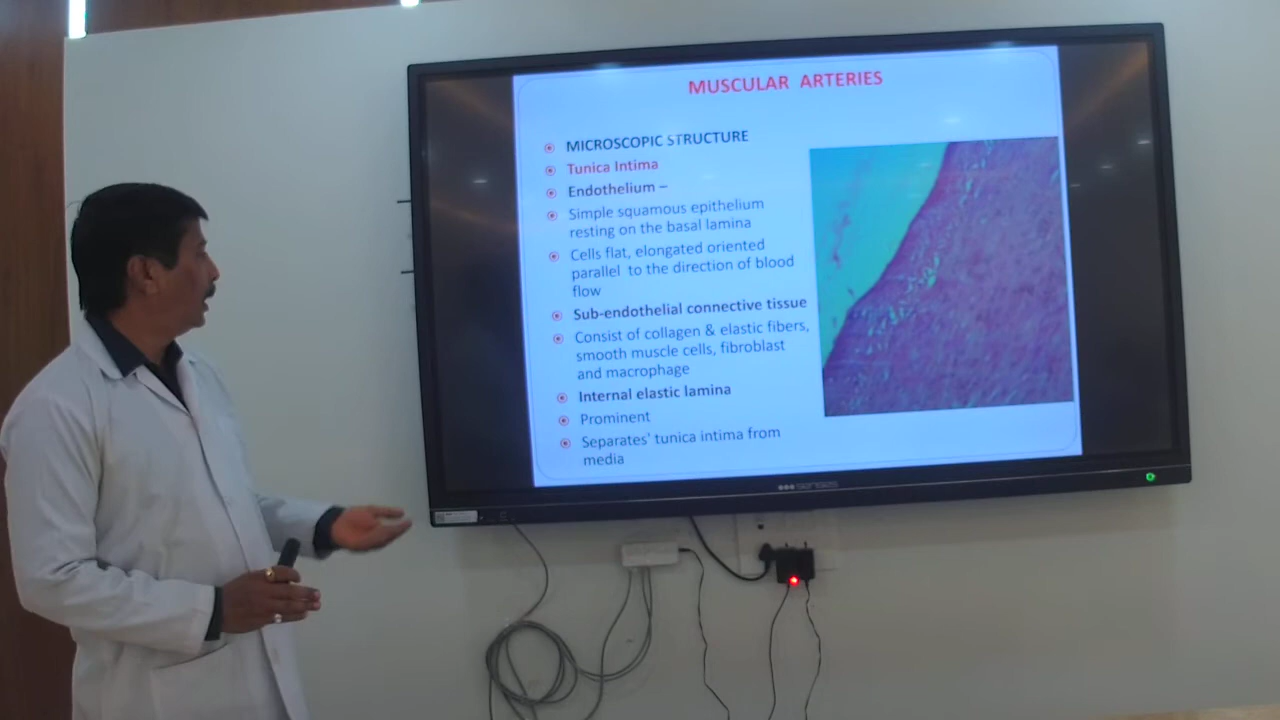 MUSCULAR ARTERIES
MICROSCOPIC STRUCTURE
Tunica Intima
Endothelium –
Simple squamous epithelium
resting on the basal lamina
Cells flat, elongated oriented
parallel to the direction of blood
flow
Sub-endothelial connective tissue
Consist of collagen & elastic fibers,
smooth muscle cells, fibroblast
and macrophage
Internal elastic lamina
Prominent
Separates' tunica intima from
media